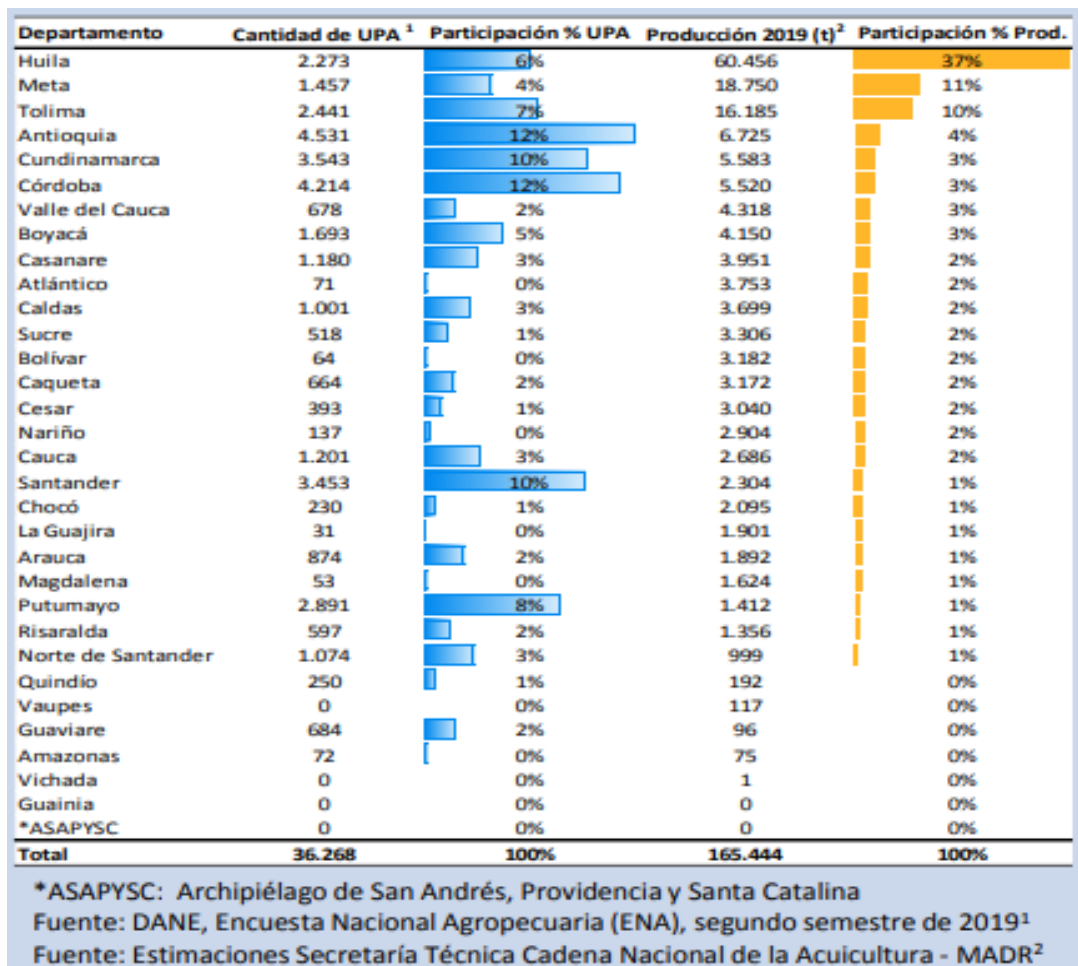 Departamento Cantidad de UPA ¹ Participación % UPA Producción 2019 (t)² Participación % Prod.
Huila 2.273 6% 60.456 37%
Meta 1.457 4% 18.750 11%
Tolima 2.441 7% 16.185 10%
Antioquia 4.531 12% 6.725 4%
Cundinamarca 3.543 10% 5.583 3%
Córdoba 4.214 12% 5.520 3%
Valle del Cauca 678 2% 4.318 3%
Boyacá 1.693 5% 4.150 3%
Casanare 1.180 3% 3.951 2%
Atlántico 71 0% 3.753 2%
Caldas 1.001 3% 3.699 2%
Sucre 518 1% 3.306 2%
Bolívar 64 0% 3.182 2%
Caqueta 664 2% 3.172 2%
Cesar 393 1% 3.040 2%
Nariño 137 0% 2.904 2%
Cauca 1.201 3% 2.686 2%
Santander 3.453 10% 2.304 1%
Chocó 230 1% 2.095 1%
La Guajira 31 0% 1.901 1%
Arauca 874 2% 1.892 1%
Magdalena 53 0% 1.624 1%
Putumayo 2.891 8% 1.412 1%
Risaralda 597 2% 1.356 1%
Norte de Santander 1.074 3% 999 1%
Quindío 250 1% 192 0%
Vaupes 0 0% 117 0%
Guaviare 684 2% 96 0%
Amazonas 72 0% 75 0%
Vichada 0 0% 1 0%
Guainia 0 0% 0 0%
*ASAPYSC 0 0% 0 0%
Total 36.268 100% 165.444 100%
*ASAPYSC: Archipiélago de San Andrés, Providencia y Santa Catalina
Fuente: DANE, Encuesta Nacional Agropecuaria (ENA), segundo semestre de 2019¹
Fuente: Estimaciones Secretaría Técnica Cadena Nacional de la Acuicultura - MADR²